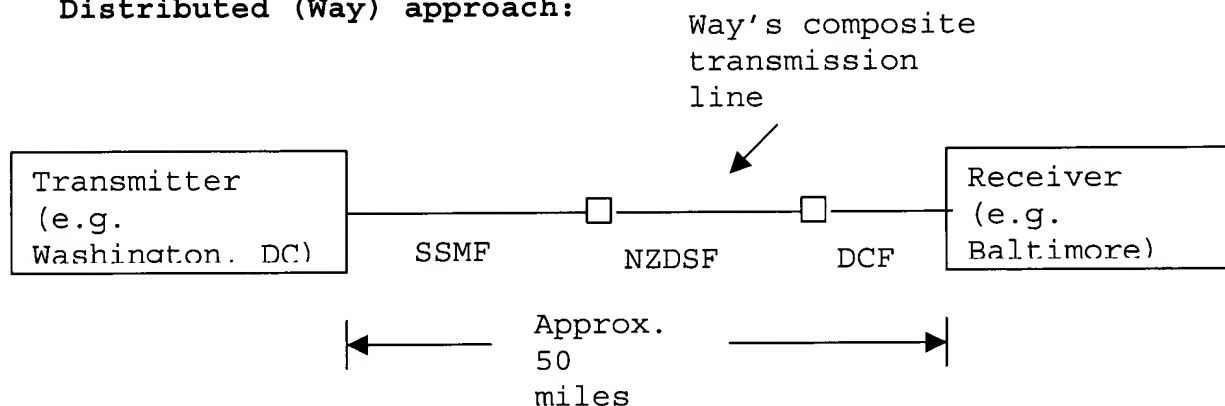 Distributed (Way) approach:
Way's composite
transmission
line
Transmitter
(e.g.
Washington, DC)
Receiver
(e.g.
Baltimore)
SSMF
NZDSF
DCF
Approx.
50
miles